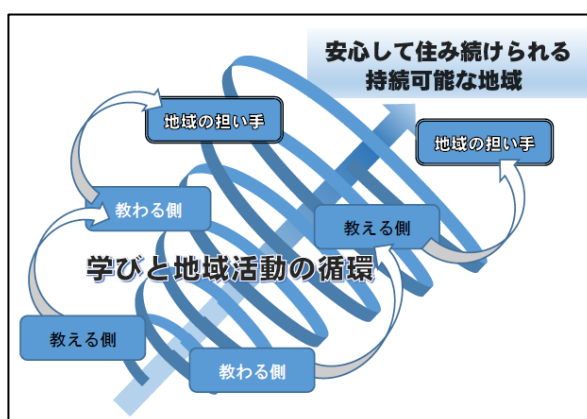 安心して住み続けられる
持続可能な地域
地域の担い手
地域の担い手
教わる側
教える側
学びと地域活動の循環
教える側
教わる側